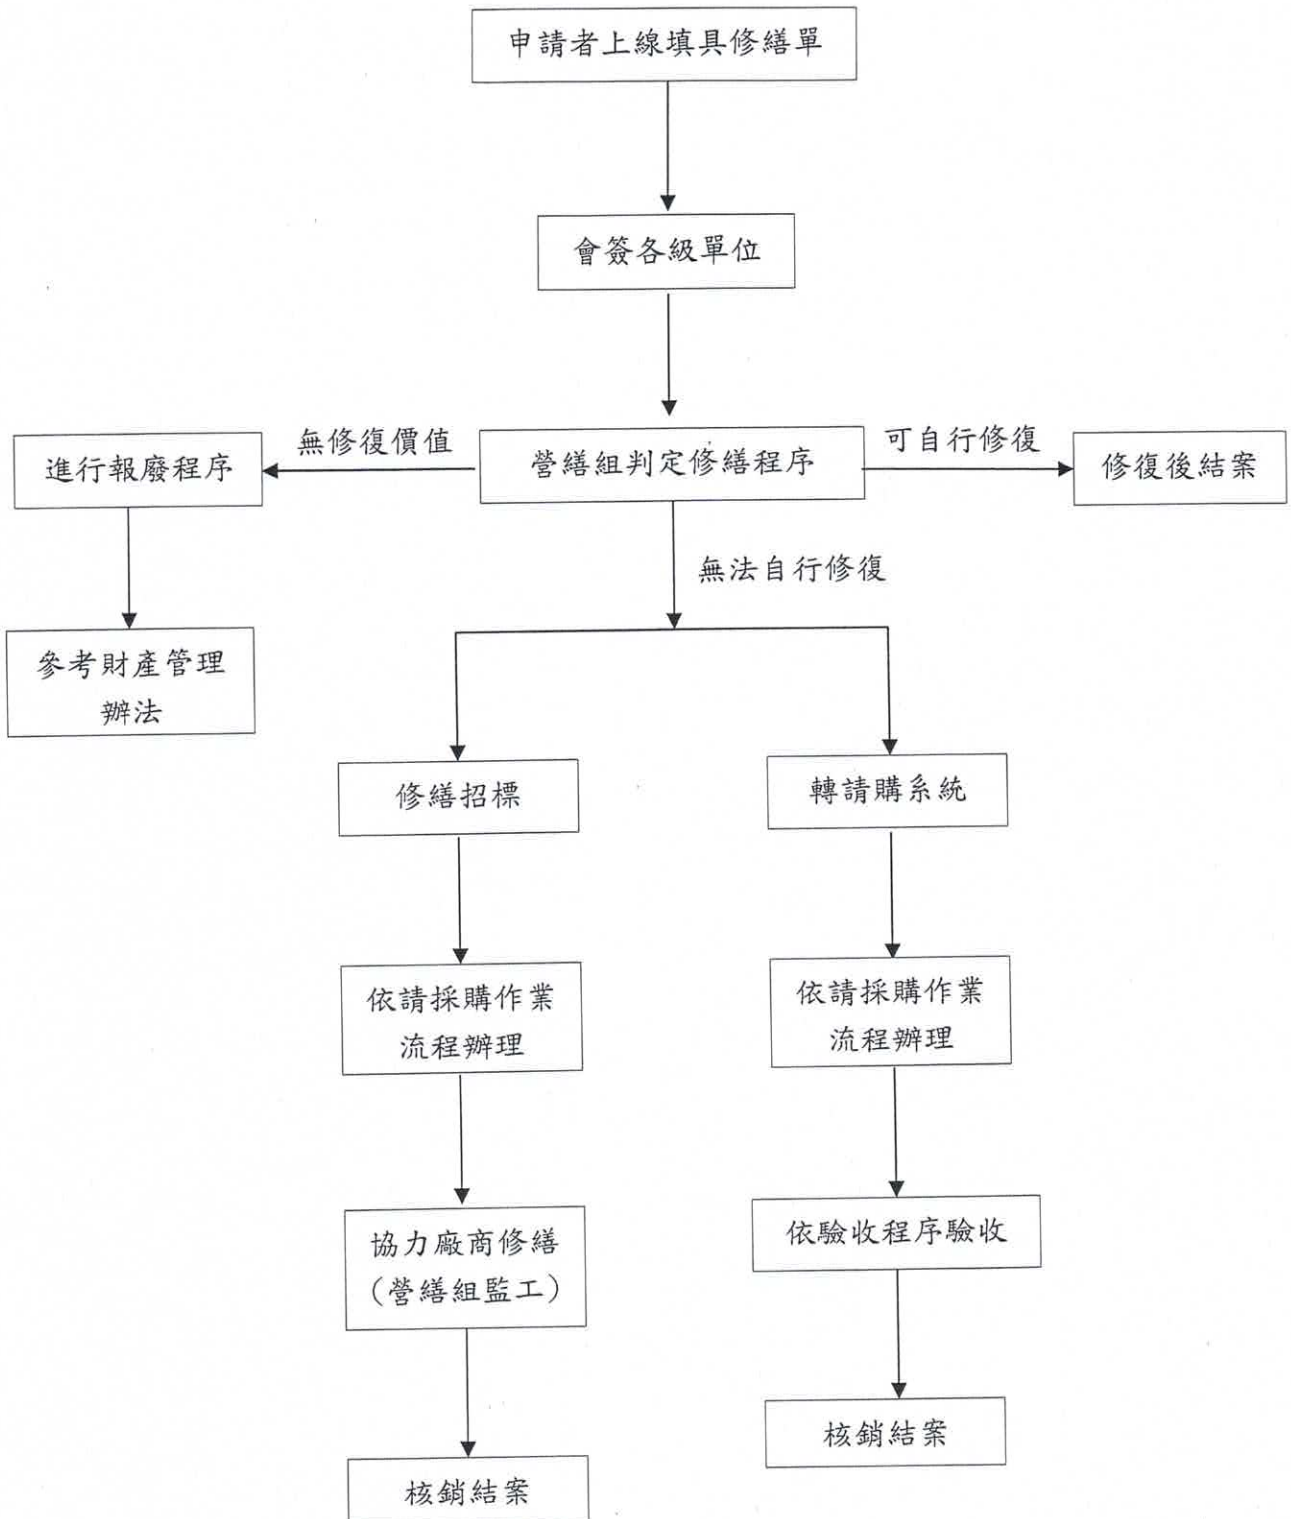 申請者上線填具修繕單
會簽各級單位
無修復價值
可自行修復
進行報廢程序
營繕組判定修繕程序
修復後結案
無法自行修復
參考財產管理
辦法
修繕招標
轉請購系統
依請採購作業
流程辦理
依請採購作業
流程辦理
協力廠商修繕
（營繕組監工）
依驗收程序驗收
核銷結案
核銷結案